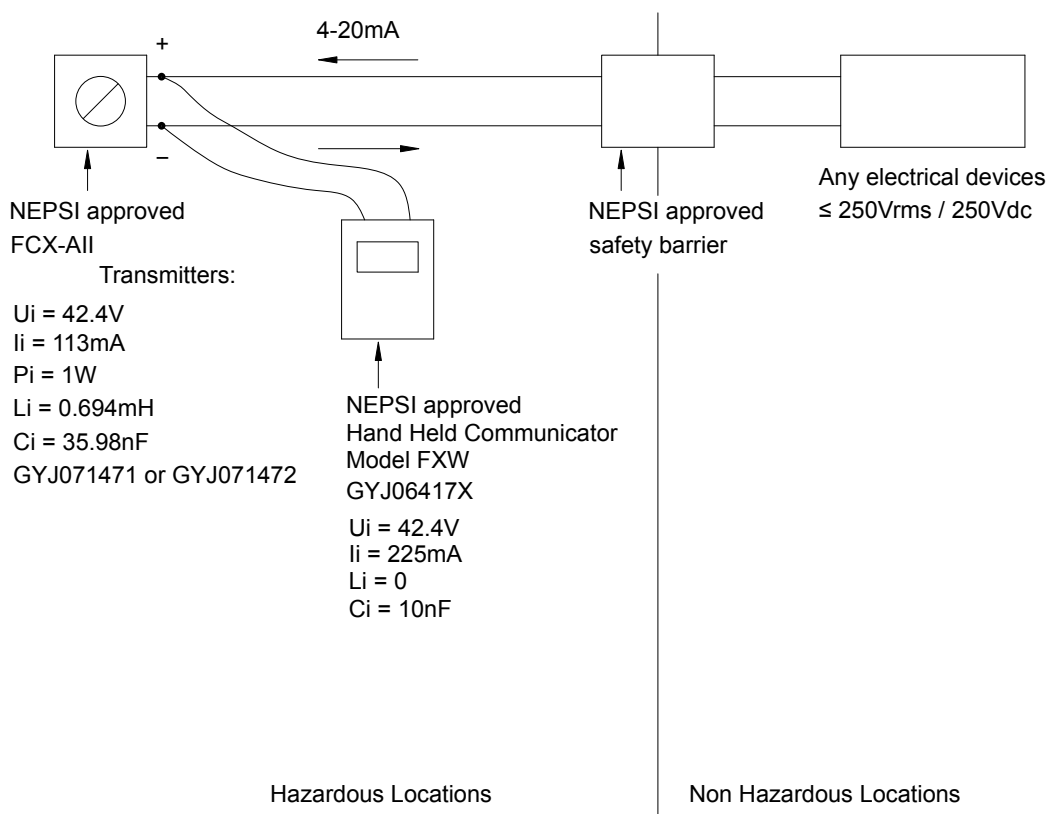 4-20mA
+
−
NEPSI approved
FCX-AII
Transmitters:
Ui = 42.4V
Ii = 113mA
Pi = 1W
Li = 0.694mH
Ci = 35.98nF
GYJ071471 or GYJ071472
NEPSI approved
Hand Held Communicator
Model FXW
GYJ06417X
Ui = 42.4V
Ii = 225mA
Li = 0
Ci = 10nF
NEPSI approved
safety barrier
Any electrical devices
≤ 250Vrms / 250Vdc
Hazardous Locations
Non Hazardous Locations